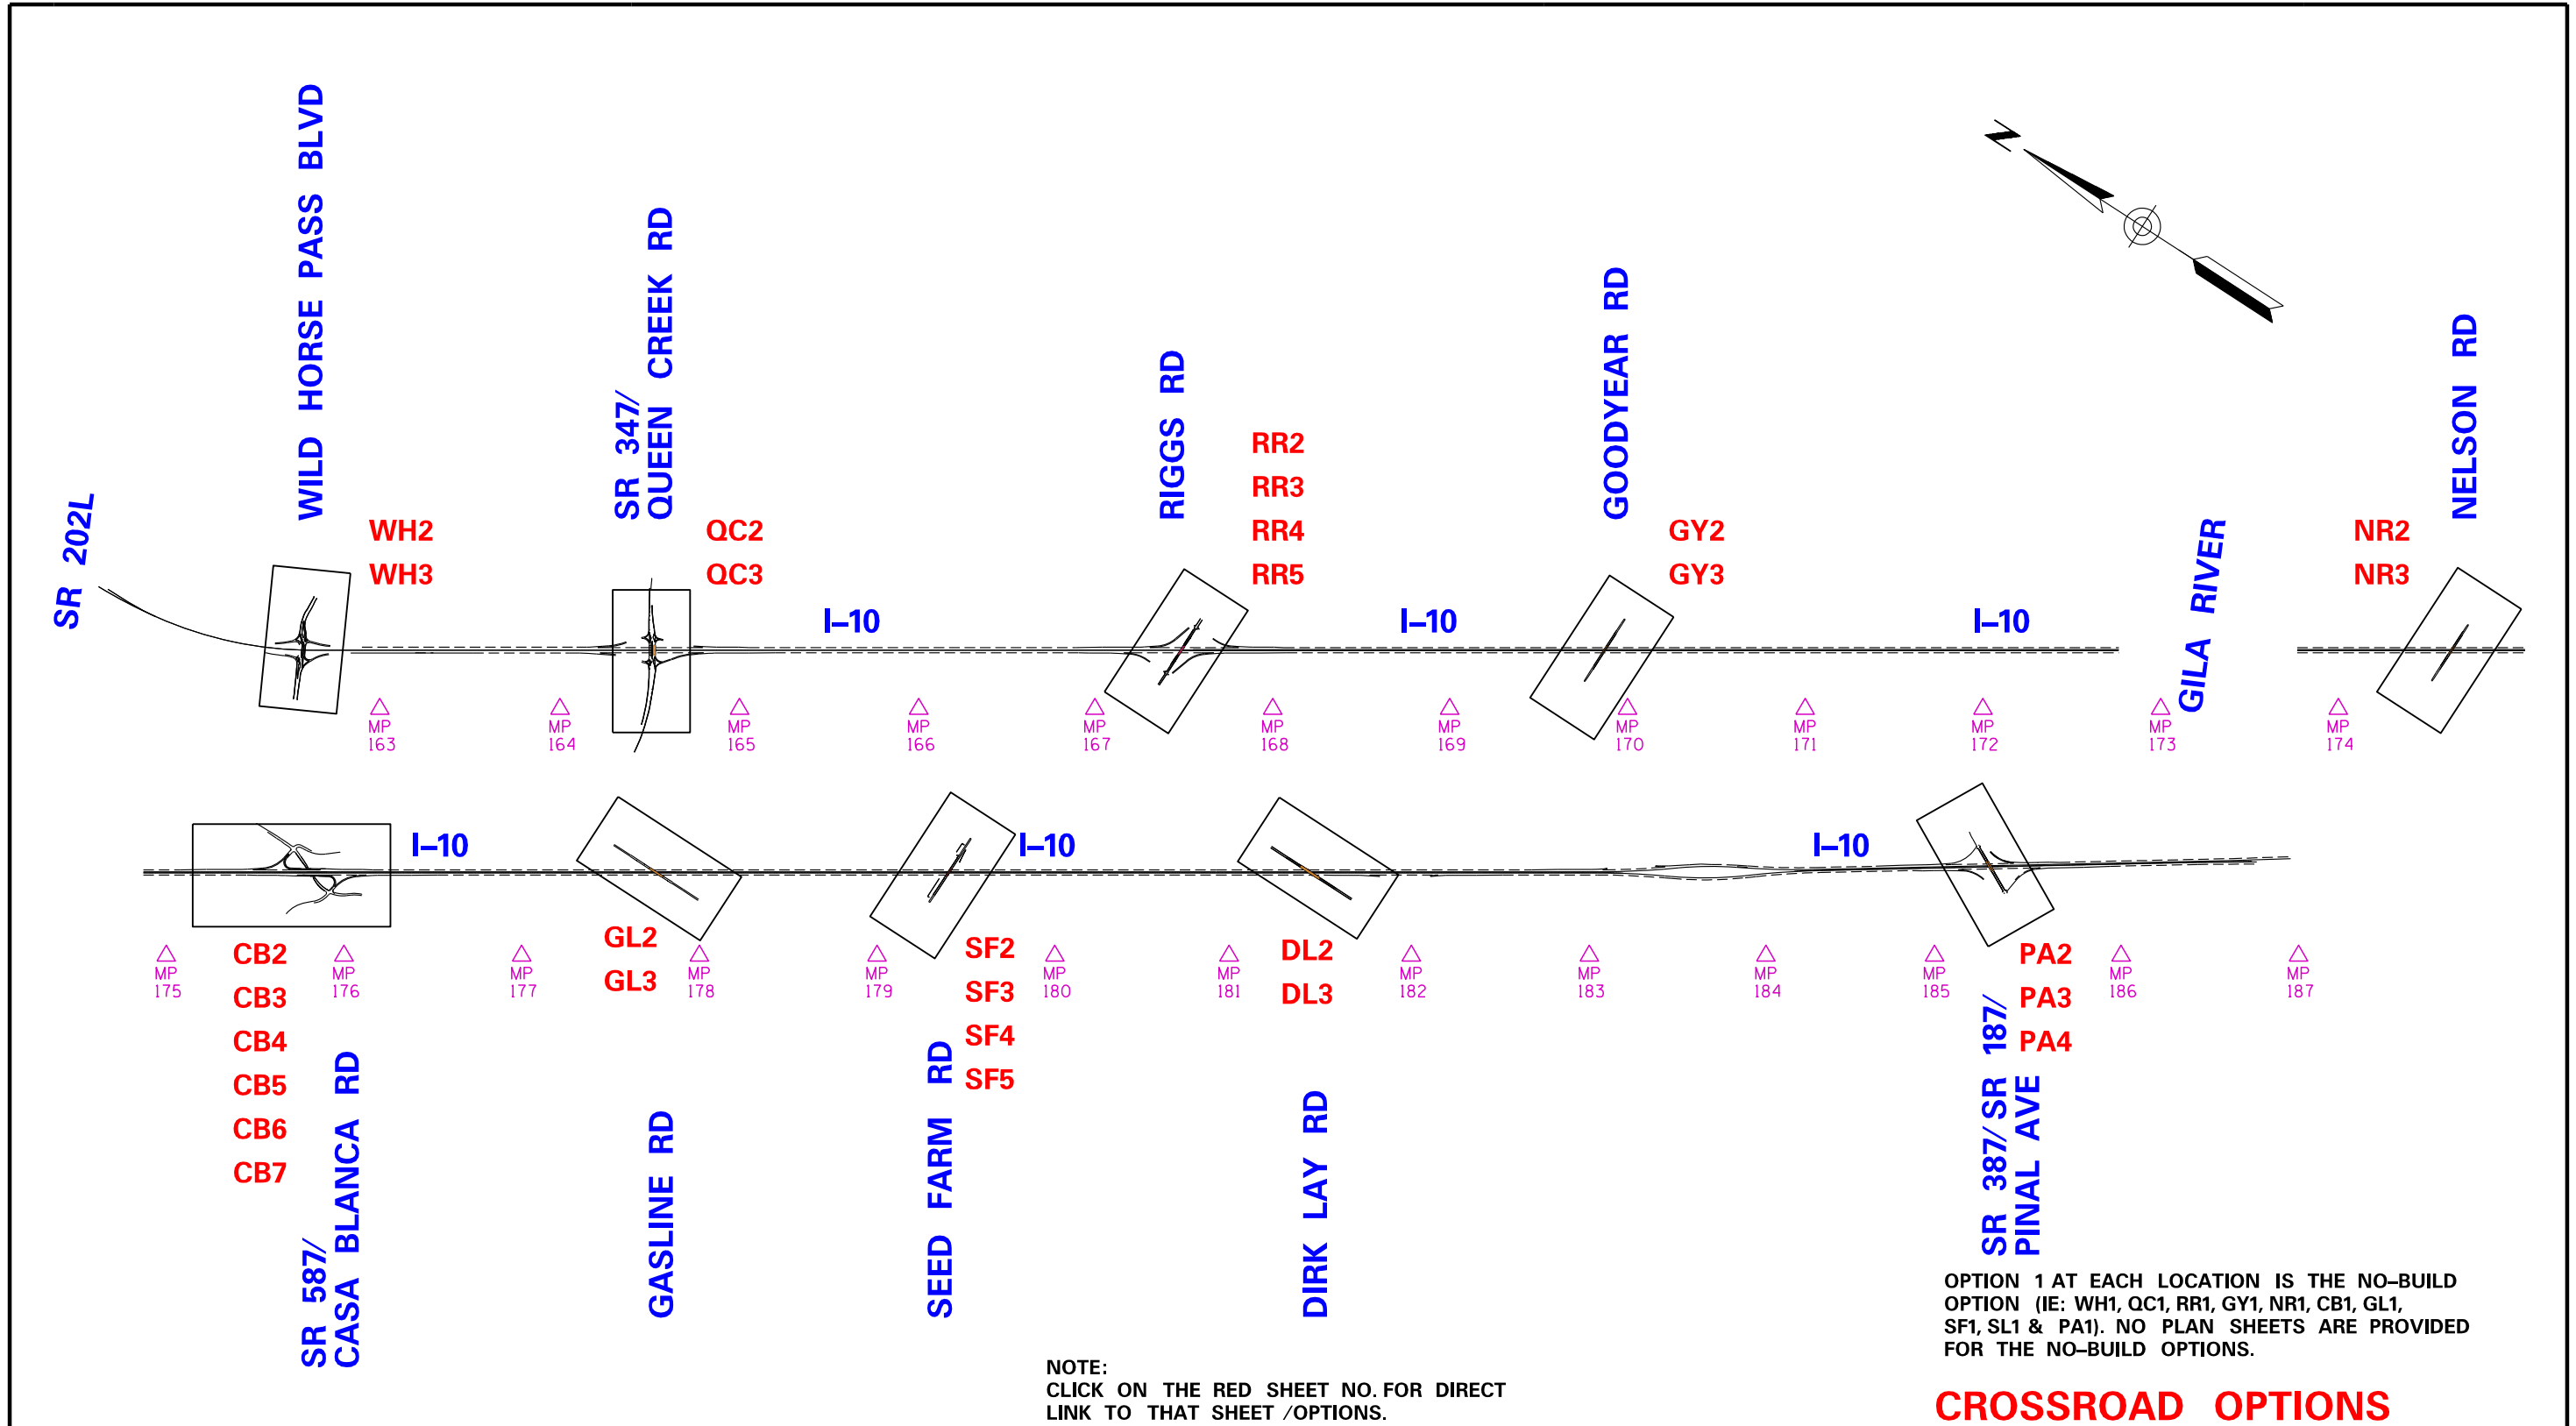 N
WILD HORSE PASS BLVD
SR 347/
QUEEN CREEK RD
RIGGS RD
GOODYEAR RD
NELSON RD
SR 202L
GILA RIVER
WH2
WH3
QC2
QC3
RR2
RR3
RR4
RR5
GY2
GY3
NR2
NR3
I-10
I-10
I-10
MP
163
MP
164
MP
165
MP
166
MP
167
MP
168
MP
169
MP
170
MP
171
MP
172
MP
173
MP
174
I-10
I-10
I-10
MP
175
MP
176
MP
177
MP
178
MP
179
MP
180
MP
181
MP
182
MP
183
MP
184
MP
185
MP
186
MP
187
CB2
CB3
CB4
CB5
CB6
CB7
GL2
GL3
SF2
SF3
SF4
SF5
DL2
DL3
PA2
PA3
PA4
SR 587/
CASA BLANCA RD
GASLINE RD
SEED FARM RD
DIRK LAY RD
SR 387/SR 187/
PINAL AVE
OPTION 1 AT EACH LOCATION IS THE NO-BUILD
OPTION (IE: WH1, QC1, RR1, GY1, NR1, CB1, GL1,
SF1, SL1 & PA1). NO PLAN SHEETS ARE PROVIDED
FOR THE NO-BUILD OPTIONS.
NOTE:
CLICK ON THE RED SHEET NO. FOR DIRECT
LINK TO THAT SHEET /OPTIONS.
CROSSROAD OPTIONS